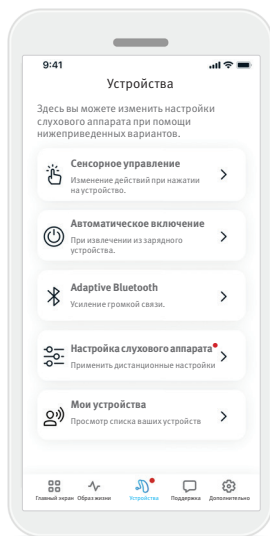 9:41
Устройства
Здесь вы можете изменить настройки
слухового аппарата при помощи
нижеприведенных вариантов.
Сенсорное управление
Изменение действий при нажатии
на устройство.
Автоматическое включение
При извлечении из зарядного
устройства.
Adaptive Bluetooth
Усиление громкой связи.
Настройка слухового аппарата
Применить дистанционные настройки
Мои устройства
Просмотр списка ваших устройств
Главный экран Образ жизни Устройства Поддержка Дополнительно